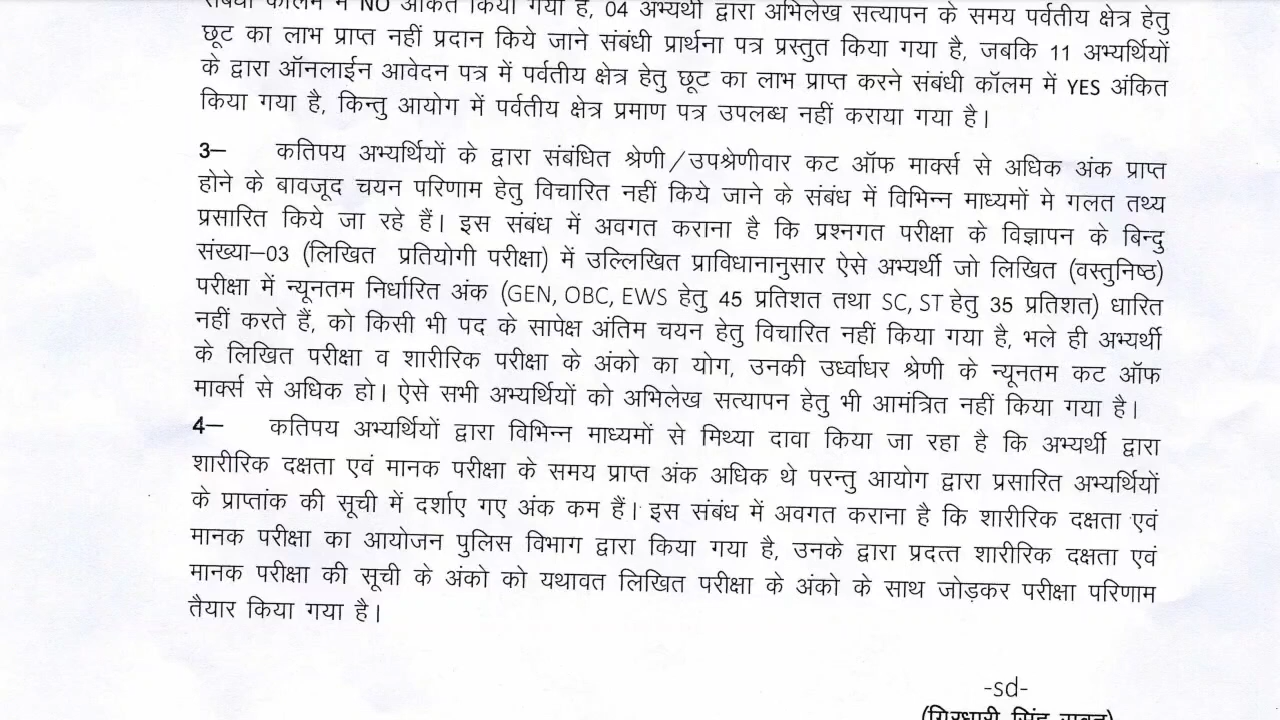 संबंधी कॉलम में NO अंकित किया गया है, 04 अभ्यर्थी द्वारा अभिलेख सत्यापन के समय पर्वतीय क्षेत्र हेतु
छूट का लाभ प्राप्त नहीं प्रदान किये जाने संबंधी प्रार्थना पत्र प्रस्तुत किया गया है, जबकि 11 अभ्यर्थियों
के द्वारा ऑनलाईन आवेदन पत्र में पर्वतीय क्षेत्र हेतु छूट का लाभ प्राप्त करने संबंधी कॉलम में YES अंकित
किया गया है, किन्तु आयोग में पर्वतीय क्षेत्र प्रमाण पत्र उपलब्ध नहीं कराया गया है।
3– कतिपय अभ्यर्थियों के द्वारा संबंधित श्रेणी/उपश्रेणीवार कट ऑफ मार्क्स से अधिक अंक प्राप्त
होने के बावजूद चयन परिणाम हेतु विचारित नहीं किये जाने के संबंध में विभिन्न माध्यमों मे गलत तथ्य
प्रसारित किये जा रहे हैं। इस संबंध में अवगत कराना है कि प्रश्नगत परीक्षा के विज्ञापन के बिन्दु
संख्या–03 (लिखित प्रतियोगी परीक्षा) में उल्लिखित प्राविधानानुसार ऐसे अभ्यर्थी जो लिखित (वस्तुनिष्ठ)
परीक्षा में न्यूनतम निर्धारित अंक (GEN, OBC, EWS हेतु 45 प्रतिशत तथा SC, ST हेतु 35 प्रतिशत) धारित
नहीं करते हैं, को किसी भी पद के सापेक्ष अंतिम चयन हेतु विचारित नहीं किया गया है, भले ही अभ्यर्थी
के लिखित परीक्षा व शारीरिक परीक्षा के अंको का योग, उनकी उर्ध्वाधर श्रेणी के न्यूनतम कट ऑफ
मार्क्स से अधिक हो। ऐसे सभी अभ्यर्थियों को अभिलेख सत्यापन हेतु भी आमंत्रित नहीं किया गया है।
4– कतिपय अभ्यर्थियों द्वारा विभिन्न माध्यमों से मिथ्या दावा किया जा रहा है कि अभ्यर्थी द्वारा
शारीरिक दक्षता एवं मानक परीक्षा के समय प्राप्त अंक अधिक थे परन्तु आयोग द्वारा प्रसारित अभ्यर्थियों
के प्राप्तांक की सूची में दर्शाए गए अंक कम हैं। इस संबंध में अवगत कराना है कि शारीरिक दक्षता एवं
मानक परीक्षा का आयोजन पुलिस विभाग द्वारा किया गया है, उनके द्वारा प्रदत्त शारीरिक दक्षता एवं
मानक परीक्षा की सूची के अंको को यथावत लिखित परीक्षा के अंको के साथ जोड़कर परीक्षा परिणाम
तैयार किया गया है।
-sd-
(गिरधारी सिंह रावत)